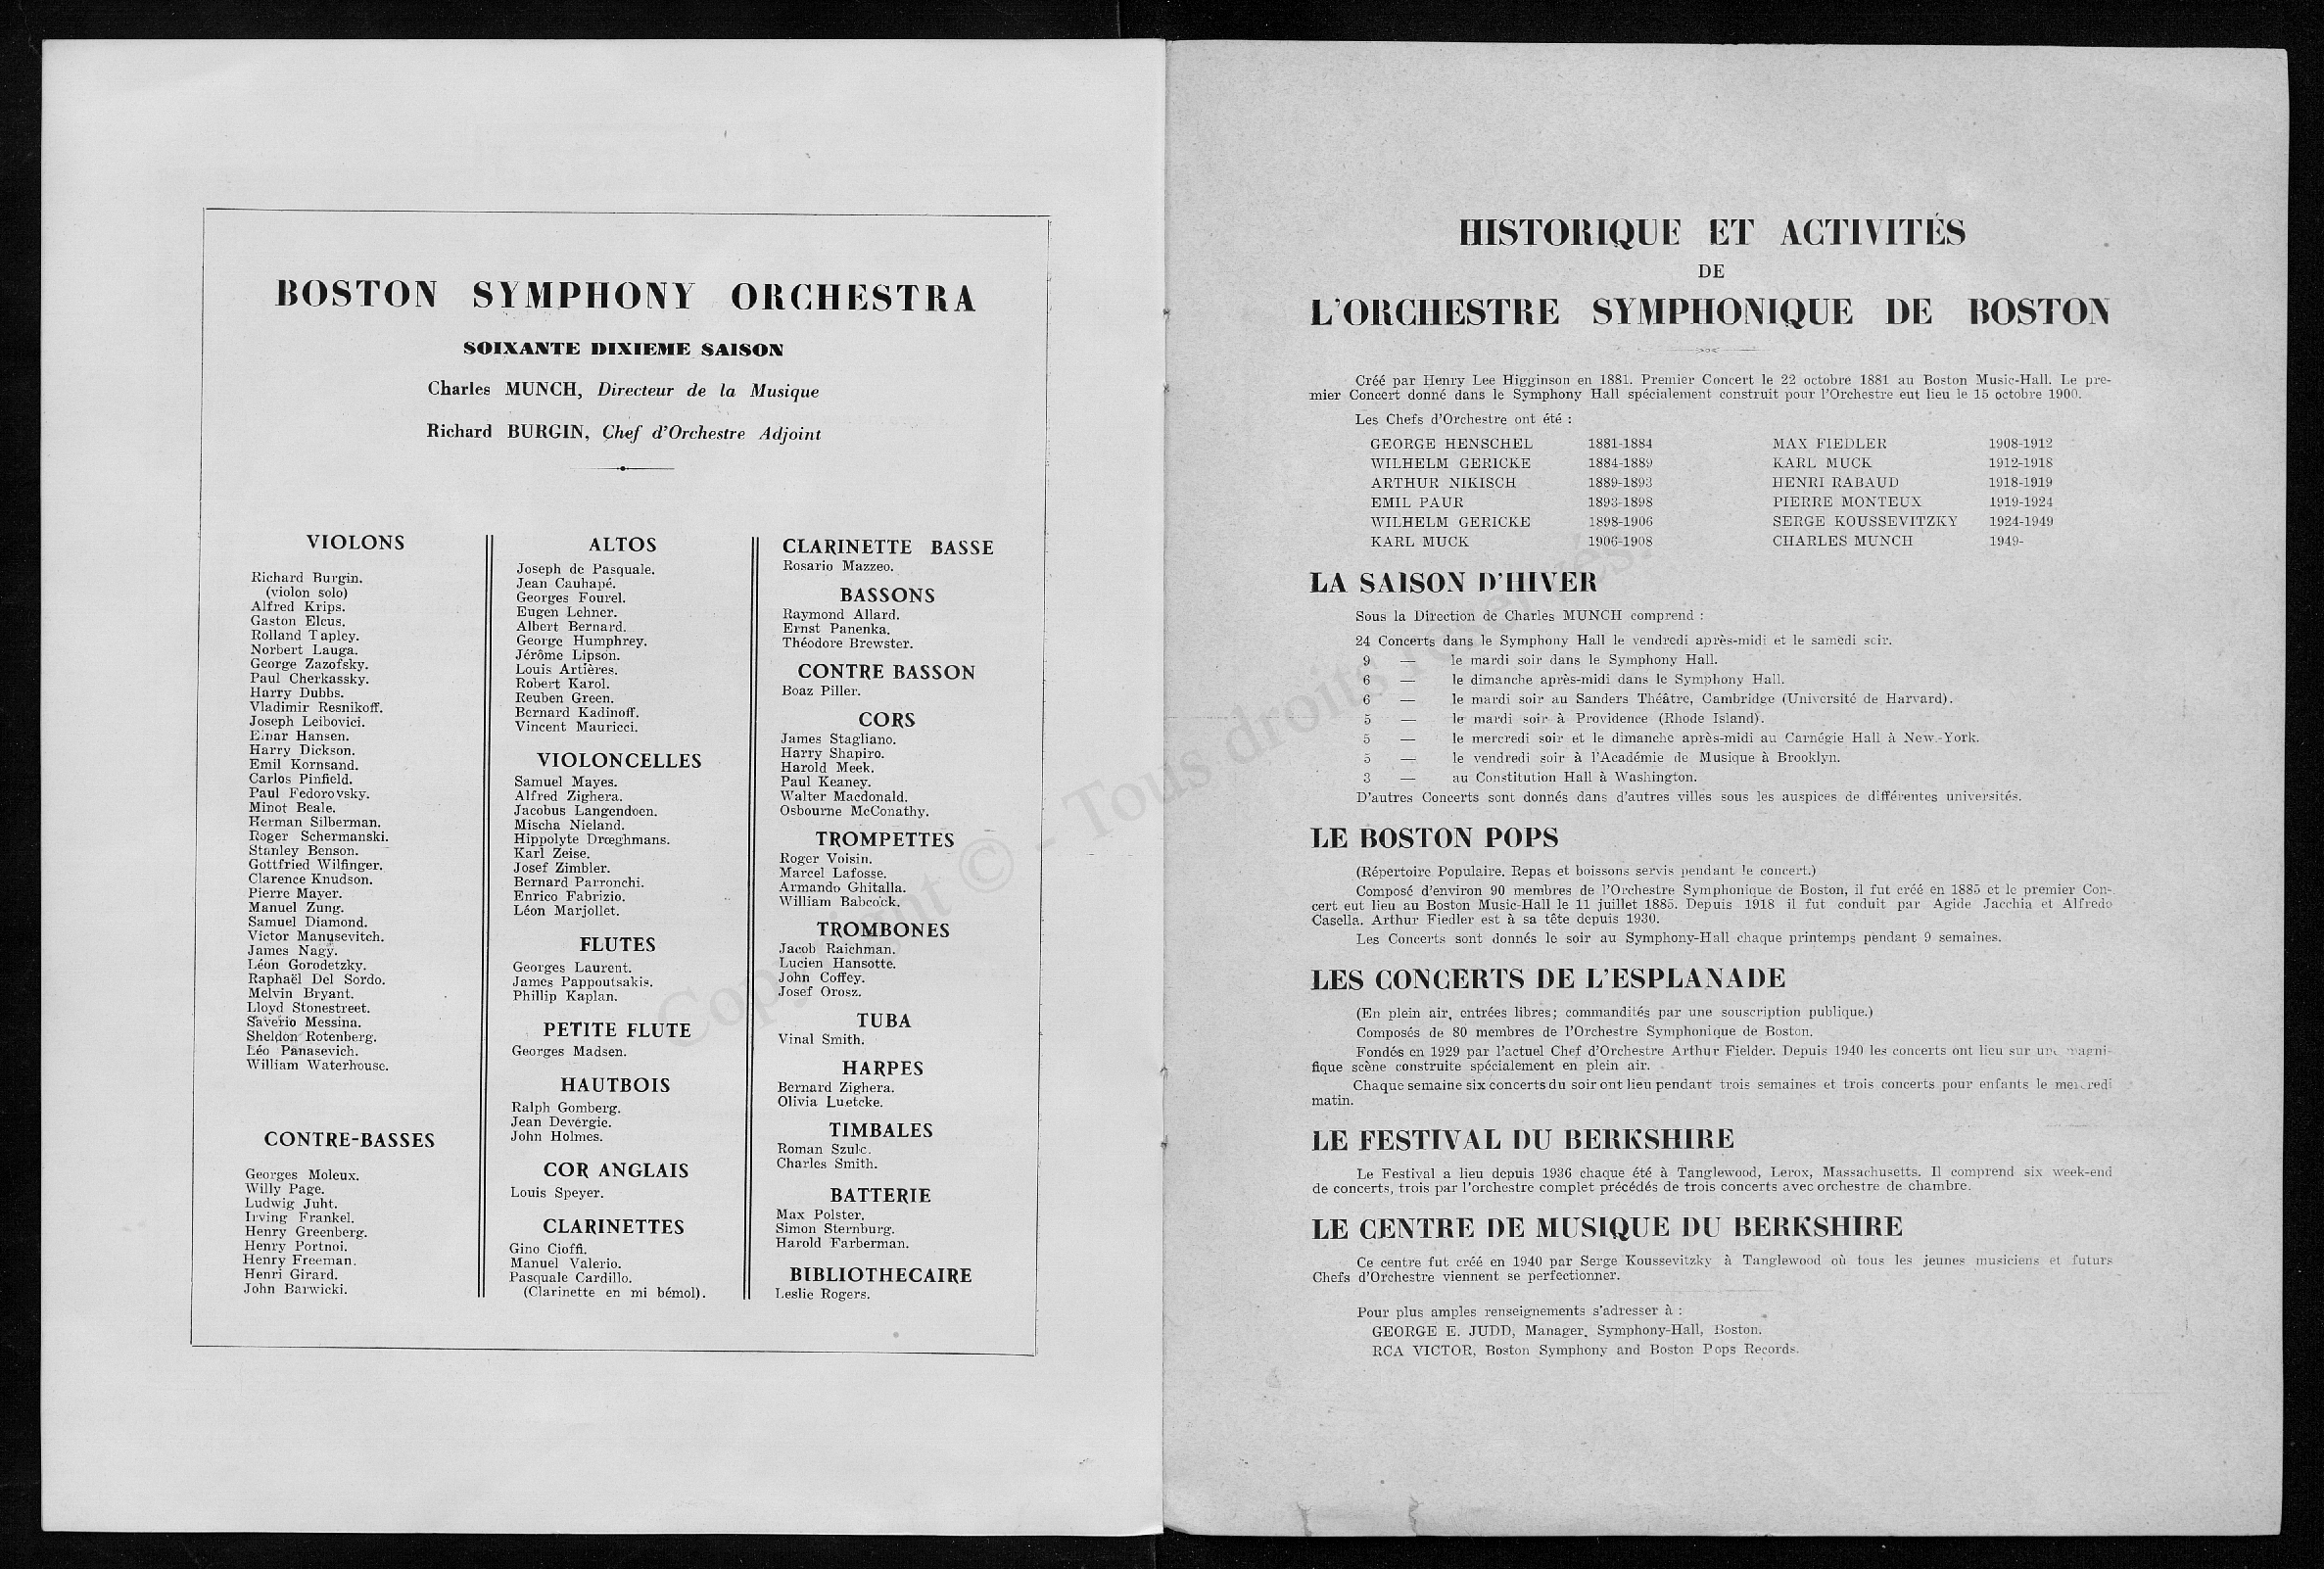 BOSTON SYMPHONY ORCHESTRA
SOIXANTE DIXIEME SAISON
Charles MUNCH, Directeur de la Musique
Richard BURGIN, Chef d'Orchestre Adjoint
VIOLONS
Richard Burgin.
(violon solo)
Alfred Krips.
Gaston Elcus.
Rolland Tapley.
Norbert Lauga.
George Zazofsky.
Paul Cherkassky.
Harry Dubbs.
Vladimir Resnikoff.
Joseph Leibovici.
Einar Hansen.
Harry Dickson.
Emil Kornsand.
Carlos Pinfield.
Paul Fedorovsky.
Minot Beale.
Herman Silberman.
Roger Schermanski.
Stanley Benson.
Gottfried Wilfinger.
Clarence Knudson.
Pierre Mayer.
Manuel Zung.
Samuel Diamond.
Victor Manusevitch.
James Nagy.
Léon Gorodetzky.
Raphaël Del Sordo.
Melvin Bryant.
Lloyd Stonestreet.
Saverio Messina.
Sheldon Rotenberg.
Léo Panasevich.
William Waterhouse.
CONTRE-BASSES
Georges Moleux.
Willy Page.
Ludwig Juht.
Irving Frankel.
Henry Greenberg.
Henry Portnoi.
Henry Freeman.
Henri Girard.
John Barwicki.
ALTOS
Joseph de Pasquale.
Jean Cauhapé.
Georges Fourel.
Eugen Lehner.
Albert Bernard.
George Humphrey.
Jérôme Lipson.
Louis Artières.
Robert Karol.
Reuben Green.
Bernard Kadinoff.
Vincent Mauricci.
VIOLONCELLES
Samuel Mayes.
Alfred Zighera.
Jacobus Langendoen.
Mischa Nieland.
Hippolyte Drœghmans.
Karl Zeise.
Josef Zimbler.
Bernard Parronchi.
Enrico Fabrizio.
Léon Marjollet.
FLUTES
Georges Laurent.
James Pappoutsakis.
Phillip Kaplan.
PETITE FLUTE
Georges Madsen.
HAUTBOIS
Ralph Gomberg.
Jean Devergie.
John Holmes.
COR ANGLAIS
Louis Speyer.
CLARINETTES
Gino Cioffi.
Manuel Valerio.
Pasquale Cardillo.
(Clarinette en mi bémol).
CLARINETTE BASSE
Rosario Mazzeo.
BASSONS
Raymond Allard.
Ernst Panenka.
Théodore Brewster.
CONTRE BASSON
Boaz Piller.
CORS
James Stagliano.
Harry Shapiro.
Harold Meek.
Paul Keaney.
Walter Macdonald.
Osbourne McConathy.
TROMPETTES
Roger Voisin.
Marcel Lafosse.
Armando Ghitalla.
William Babcock.
TROMBONES
Jacob Raichman.
Lucien Hansotte.
John Coffey.
Josef Orosz.
TUBA
Vinal Smith.
HARPES
Bernard Zighera.
Olivia Luetcke.
TIMBALES
Roman Szulc.
Charles Smith.
BATTERIE
Max Polster.
Simon Sternburg.
Harold Farberman.
BIBLIOTHECAIRE
Leslie Rogers.
HISTORIQUE ET ACTIVITÉS
DE
L'ORCHESTRE SYMPHONIQUE DE BOSTON
Créé par Henry Lee Higginson en 1881. Premier Concert le 22 octobre 1881 au Boston Music-Hall. Le pre-
mier Concert donné dans le Symphony Hall spécialement construit pour l'Orchestre eut lieu le 15 octobre 1900.
Les Chefs d'Orchestre ont été :
GEORGE HENSCHEL 1881-1884 MAX FIEDLER 1908-1912
WILHELM GERICKE 1884-1889 KARL MUCK 1912-1918
ARTHUR NIKISCH 1889-1893 HENRI RABAUD 1918-1919
EMIL PAUR 1893-1898 PIERRE MONTEUX 1919-1924
WILHELM GERICKE 1898-1906 SERGE KOUSSEVITZKY 1924-1949
KARL MUCK 1906-1908 CHARLES MUNCH 1949-
LA SAISON D'HIVER
Sous la Direction de Charles MUNCH comprend :
24 Concerts dans le Symphony Hall le vendredi après-midi et le samedi soir.
9 — le mardi soir dans le Symphony Hall.
6 — le dimanche après-midi dans le Symphony Hall.
6 — le mardi soir au Sanders Théâtre, Cambridge (Université de Harvard).
5 — le mardi soir à Providence (Rhode Island).
5 — le mercredi soir et le dimanche après-midi au Carnégie Hall à New-York.
5 — le vendredi soir à l'Académie de Musique à Brooklyn.
3 — au Constitution Hall à Washington.
D'autres Concerts sont donnés dans d'autres villes sous les auspices de différentes universités.
LE BOSTON POPS
(Répertoire Populaire. Repas et boissons servis pendant le concert.)
Composé d'environ 90 membres de l'Orchestre Symphonique de Boston, il fut créé en 1885 et le premier Con-
cert eut lieu au Boston Music-Hall le 11 juillet 1885. Depuis 1918 il fut conduit par Agide Jacchia et Alfredo
Casella. Arthur Fiedler est à sa tête depuis 1930.
Les Concerts sont donnés le soir au Symphony-Hall chaque printemps pendant 9 semaines.
LES CONCERTS DE L'ESPLANADE
(En plein air, entrées libres; commandités par une souscription publique.)
Composés de 80 membres de l'Orchestre Symphonique de Boston.
Fondés en 1929 par l'actuel Chef d'Orchestre Arthur Fielder. Depuis 1940 les concerts ont lieu sur une magni-
fique scène construite spécialement en plein air.
Chaque semaine six concerts du soir ont lieu pendant trois semaines et trois concerts pour enfants le mercredi
matin.
LE FESTIVAL DU BERKSHIRE
Le Festival a lieu depuis 1936 chaque été à Tanglewood, Lerox, Massachusetts. Il comprend six week-end
de concerts, trois par l'orchestre complet précédés de trois concerts avec orchestre de chambre.
LE CENTRE DE MUSIQUE DU BERKSHIRE
Ce centre fut créé en 1940 par Serge Koussevitzky à Tanglewood où tous les jeunes musiciens et futurs
Chefs d'Orchestre viennent se perfectionner.
Pour plus amples renseignements s'adresser à :
GEORGE E. JUDD, Manager, Symphony-Hall, Boston.
RCA VICTOR, Boston Symphony and Boston Pops Records.
Copyright © - Tous droits réservés.